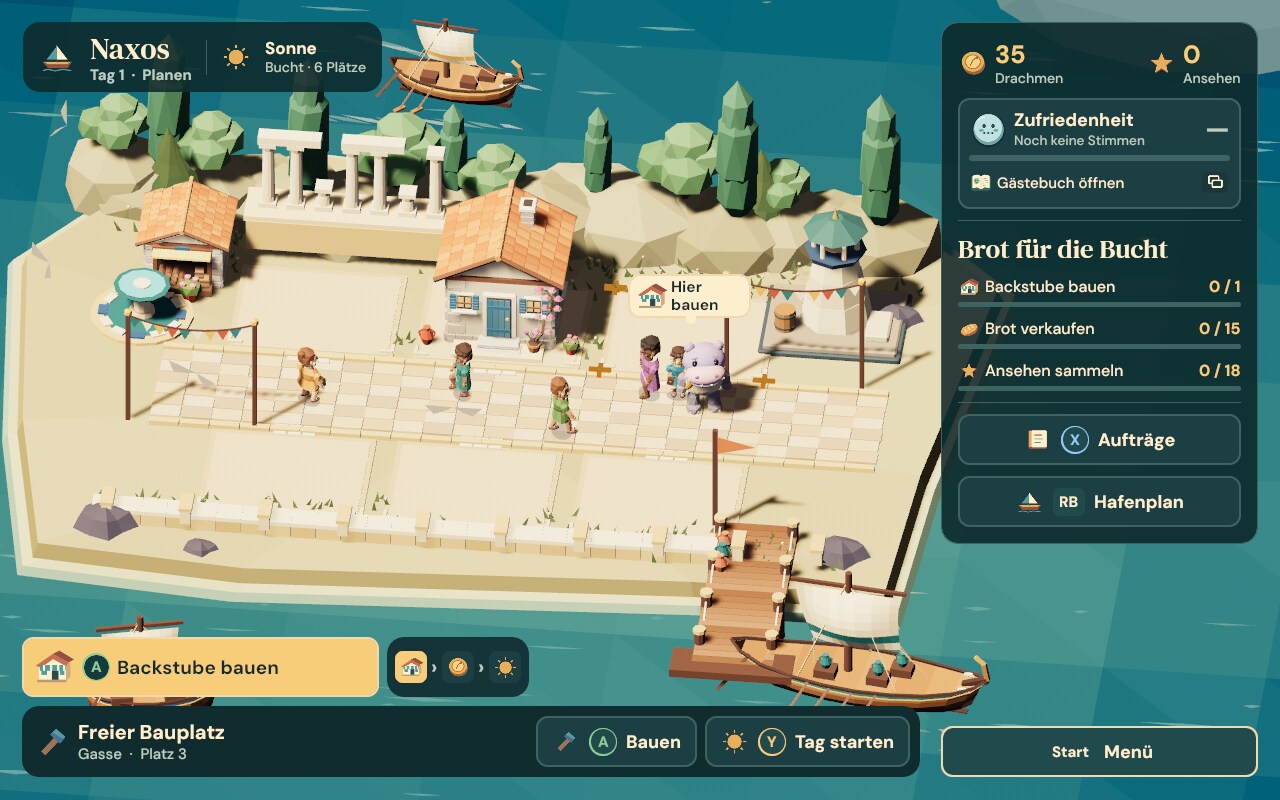 Naxos
Tag 1 · Planen
Sonne
Bucht · 6 Plätze
35
Drachmen
0
Ansehen
Zufriedenheit
Noch keine Stimmen
—
Gästebuch öffnen
Brot für die Bucht
Backstube bauen 0 / 1
Brot verkaufen 0 / 15
Ansehen sammeln 0 / 18
X Aufträge
RB Hafenplan
Hier
bauen
A Backstube bauen
› ›
Freier Bauplatz
Gasse · Platz 3
A Bauen
Y Tag starten
Start Menü